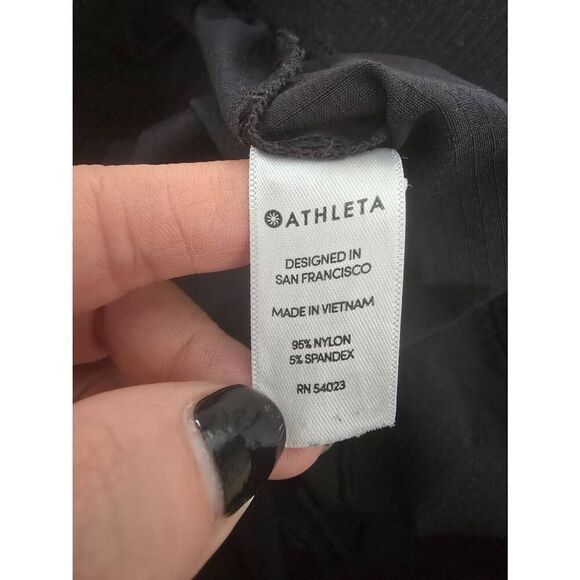 ATHLETA
DESIGNED IN
SAN FRANCISCO
MADE IN VIETNAM
95% NYLON
5% SPANDEX
RN 54023